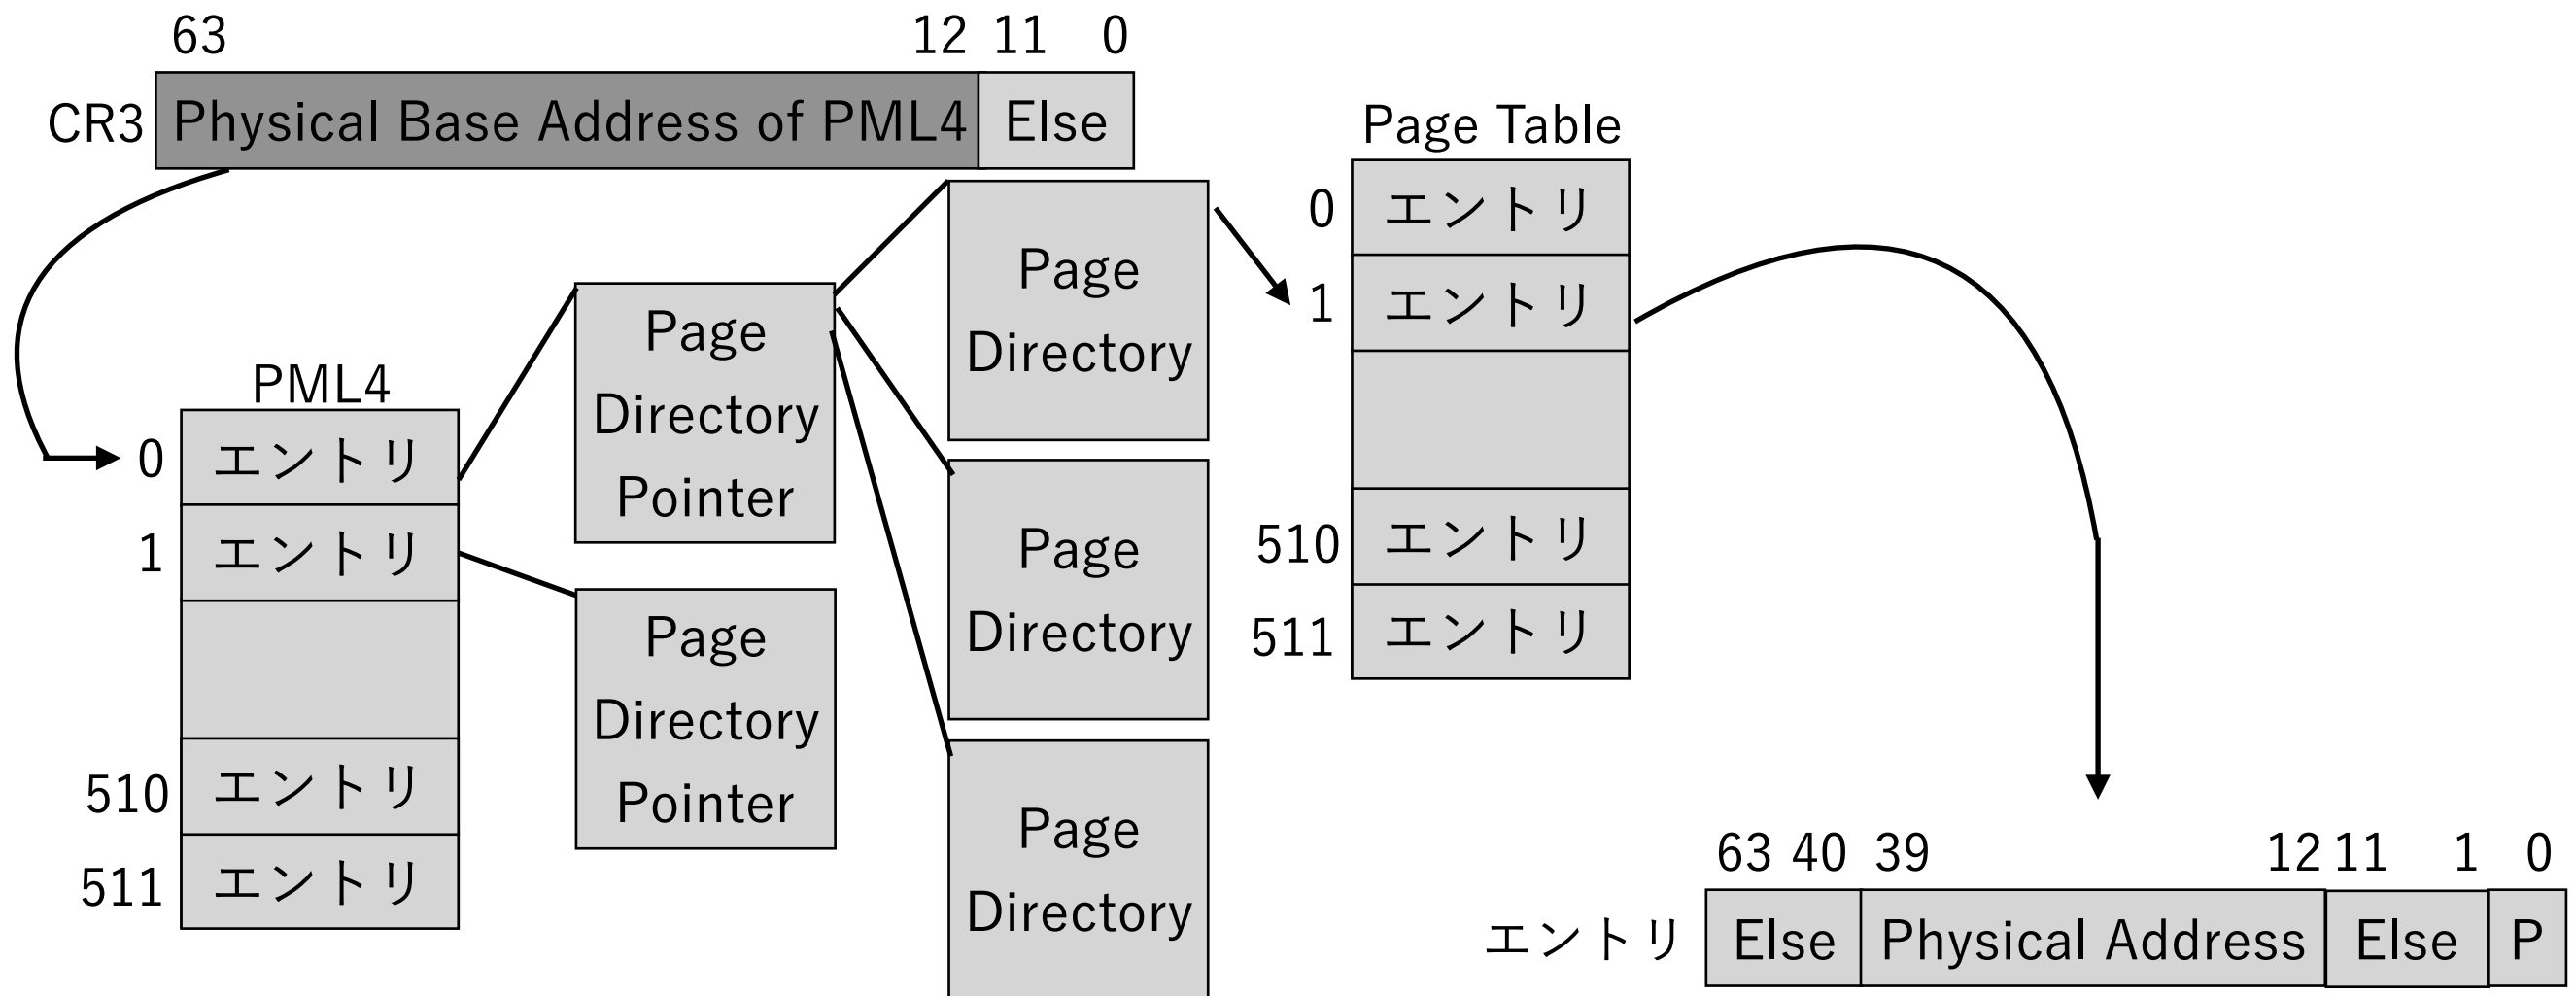 63 12 11 0
CR3 Physical Base Address of PML4 Else
PML4
0 エントリ
1 エントリ
510 エントリ
511 エントリ
Page
Directory
Pointer
Page
Directory
Pointer
Page
Directory
Page
Directory
Page
Directory
Page Table
0 エントリ
1 エントリ
510 エントリ
511 エントリ
63 40 39 12 11 1 0
エントリ Else Physical Address Else P